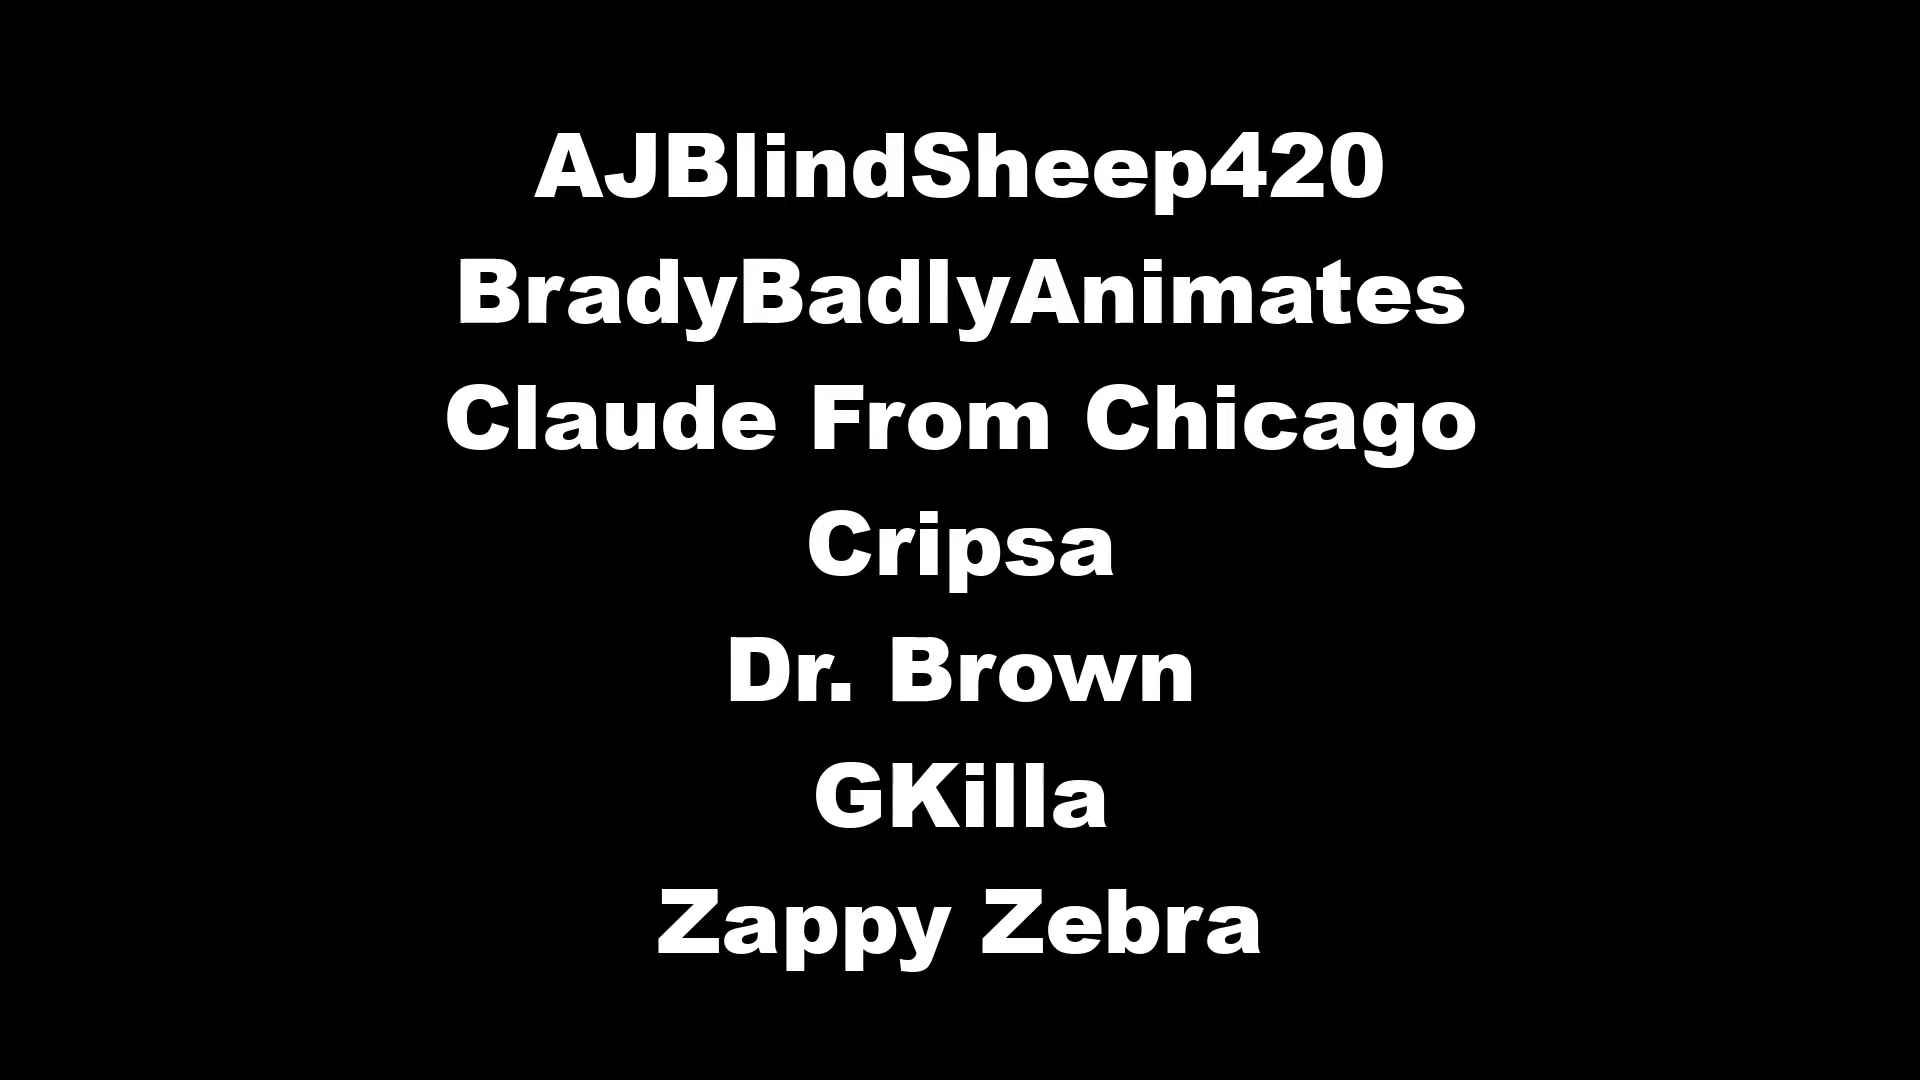 AJBlindSheep420
BradyBadlyAnimates
Claude From Chicago
Cripsa
Dr. Brown
GKilla
Zappy Zebra